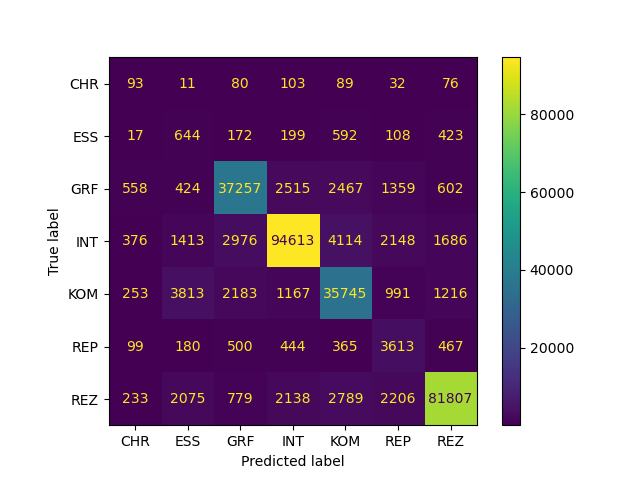 CHR 93 11 80 103 89 32 76
ESS 17 644 172 199 592 108 423
GRF 558 424 37257 2515 2467 1359 602
INT 376 1413 2976 94613 4114 2148 1686
KOM 253 3813 2183 1167 35745 991 1216
REP 99 180 500 444 365 3613 467
REZ 233 2075 779 2138 2789 2206 81807
CHR ESS GRF INT KOM REP REZ
Predicted label
True label
80000
60000
40000
20000